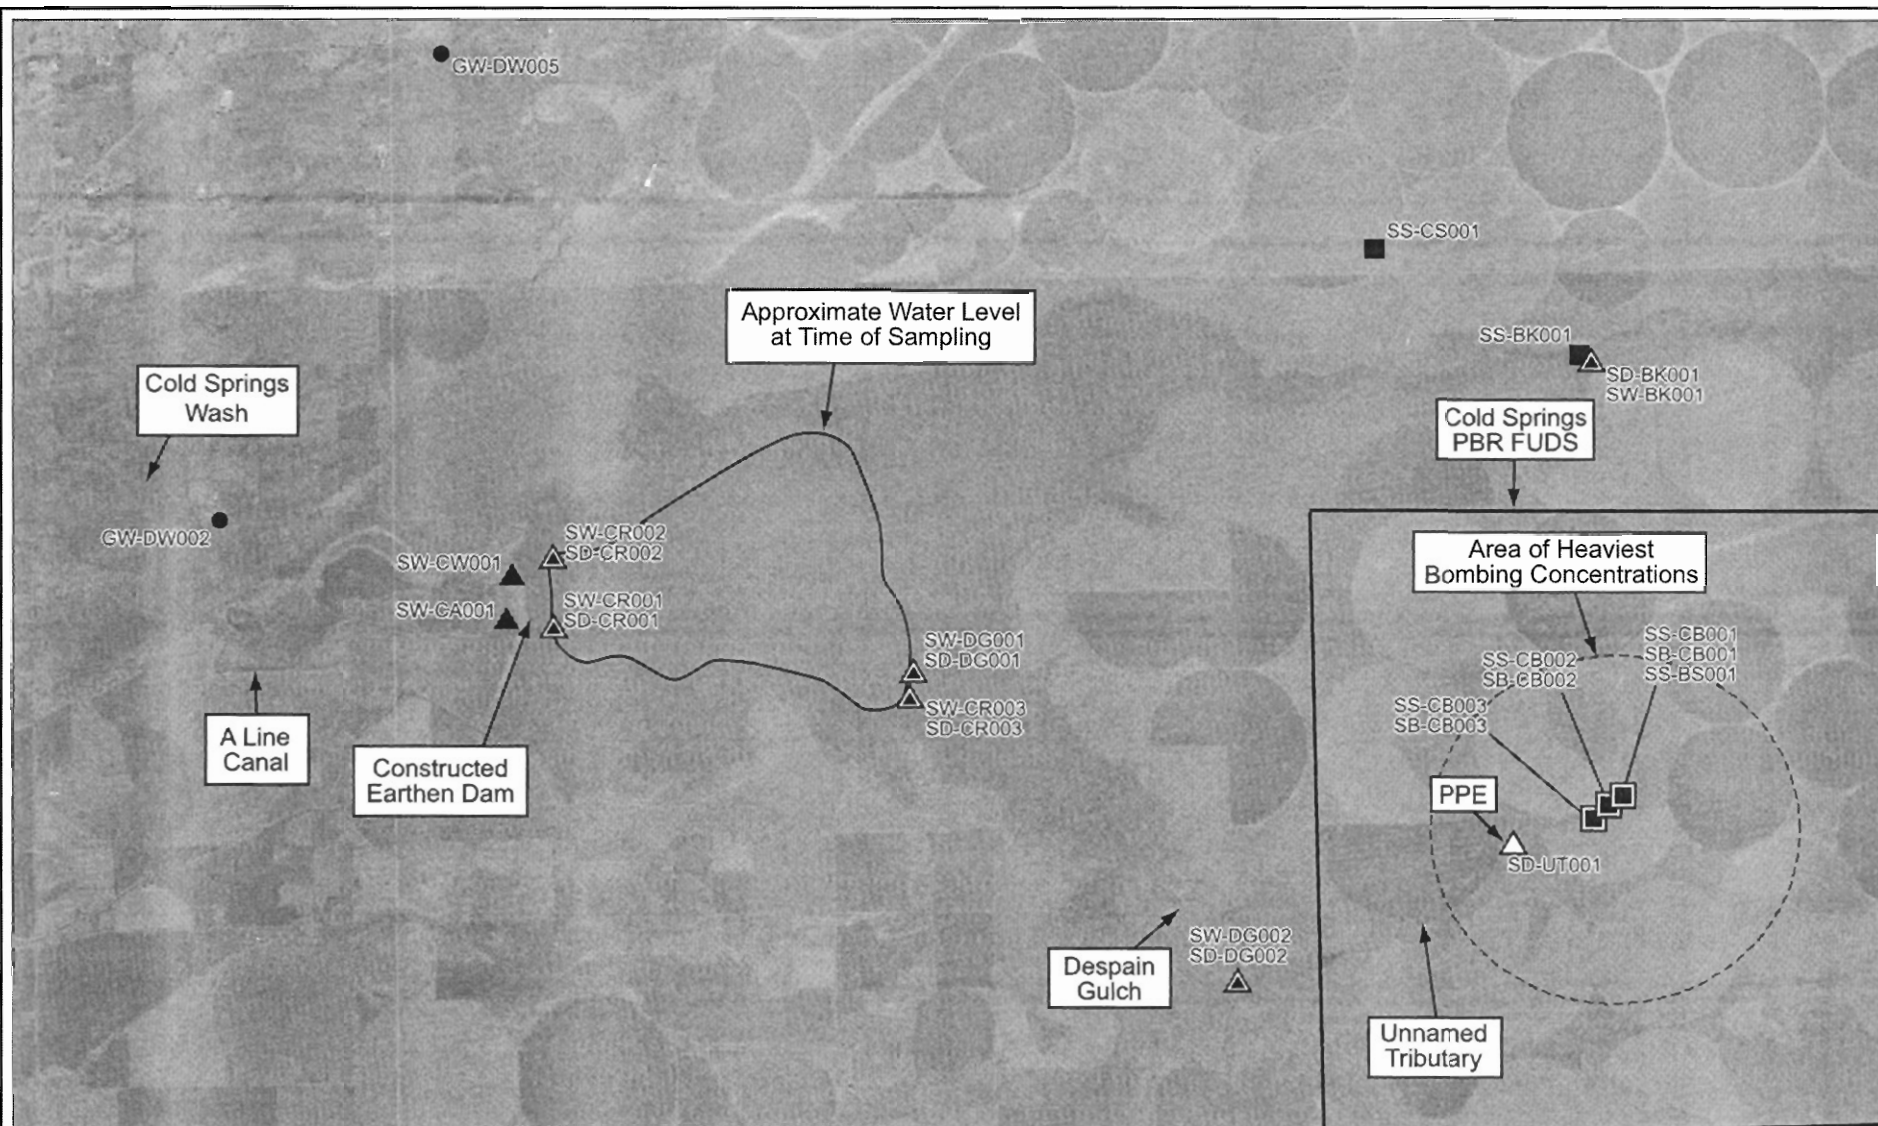 GW-DW005
SS-CS001
Approximate Water Level
at Time of Sampling
SS-BK001
SD-BK001
SW-BK001
Cold Springs
Wash
Cold Springs
PBR FUDS
GW-DW002
SW-CW001
SW-CR002
SD-CR002
SW-CA001
SW-CR001
SD-CR001
Area of Heaviest
Bombing Concentrations
SW-DG001
SD-DG001
SW-CR003
SD-CR003
SS-CB001
SB-CB001
SS-BS001
SS-CB002
SB-CB002
SS-CB003
SB-CB003
A Line
Canal
Constructed
Earthen Dam
PPE
SD-UT001
Despain
Gulch
SW-DG002
SD-DG002
Unnamed
Tributary